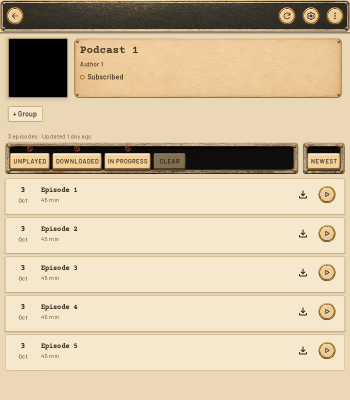 Podcast 1
Author 1
Subscribed
+ Group
3 episodes · Updated 1 day ago
UNPLAYED DOWNLOADED IN PROGRESS CLEAR NEWEST
3 Episode 1
Oct 45 min
3 Episode 2
Oct 45 min
3 Episode 3
Oct 45 min
3 Episode 4
Oct 45 min
3 Episode 5
Oct 45 min